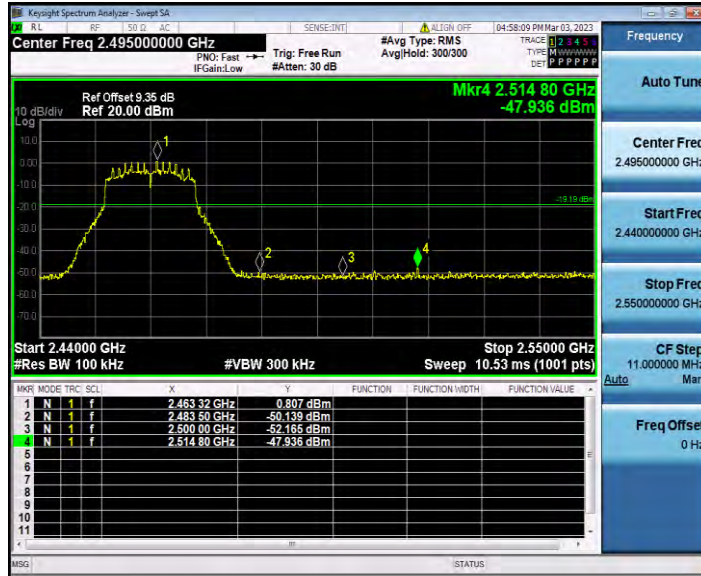 Keysight Spectrum Analyzer - Swept SA
RL RF 50 Ω AC SENSE:INT ALIGN OFF 04:58:09 PM Mar 03, 2023
Center Freq 2.495000000 GHz
PNO: Fast
IFGain:Low
Trig: Free Run
#Atten: 30 dB
#Avg Type: RMS
Avg|Hold: 300/300
TRACE 1 2 3 4 5 6
TYPE M
DET P P P P P P
Ref Offset 9.35 dB
Ref 20.00 dBm
10 dB/div
Log
Mkr4 2.514 80 GHz
-47.936 dBm
10.0
0.00
-10.0
-20.0
-30.0
-40.0
-50.0
-60.0
-70.0
1
2
3
4
-19.19 dBm
Start 2.44000 GHz
Stop 2.55000 GHz
#Res BW 100 kHz
#VBW 300 kHz
Sweep 10.53 ms (1001 pts)
MKR MODE TRC SCL X Y FUNCTION FUNCTION WIDTH FUNCTION VALUE
1 N 1 f 2.463 32 GHz 0.807 dBm
2 N 1 f 2.483 50 GHz -50.139 dBm
3 N 1 f 2.500 00 GHz -52.165 dBm
4 N 1 f 2.514 80 GHz -47.936 dBm
5
6
7
8
9
10
11
MSG
STATUS
Frequency
Auto Tune
Center Freq
2.495000000 GHz
Start Freq
2.440000000 GHz
Stop Freq
2.550000000 GHz
CF Step
11.000000 MHz
Auto Man
Freq Offset
0 Hz